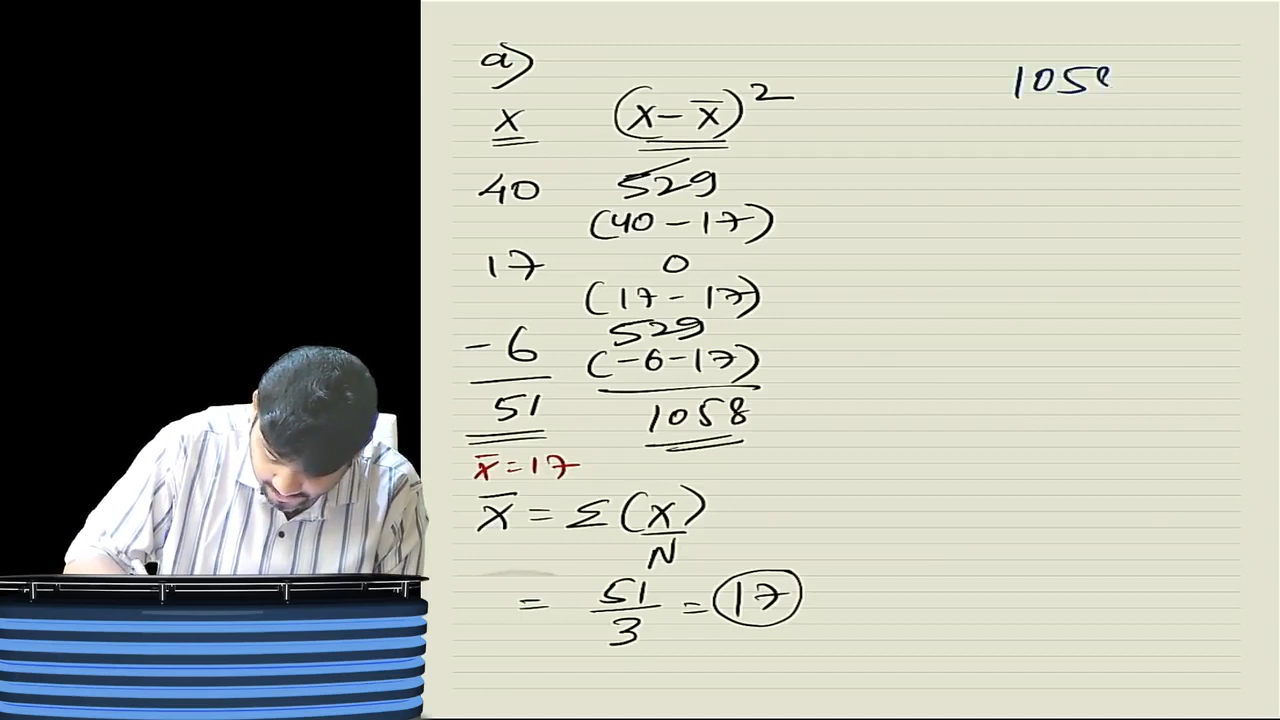 a)
x (x - x̄)²
40 529
(40 - 17)
17 0
(17 - 17)
529
- 6 (-6 - 17)
51 1058
x̄ = 17
x̄ = Σ (x)
N
= 51 = 17
3
105